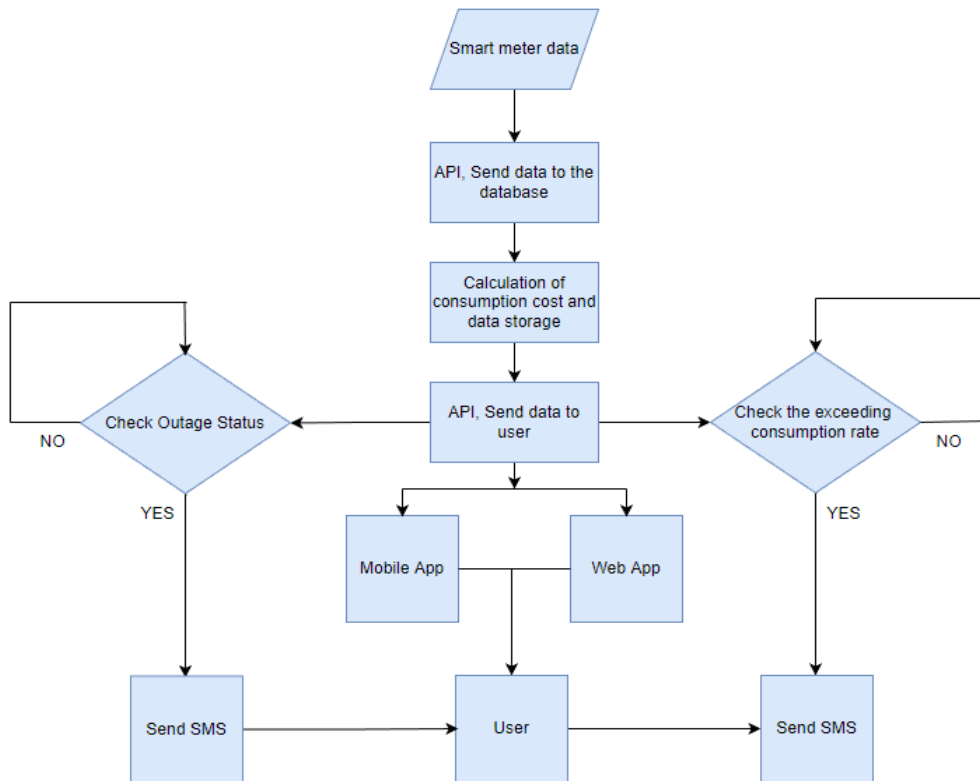 Smart meter data
API, Send data to the
database
Calculation of
consumption cost and
data storage
Check Outage Status
API, Send data to
user
Check the exceeding
consumption rate
NO
NO
YES
YES
Mobile App
Web App
Send SMS
User
Send SMS